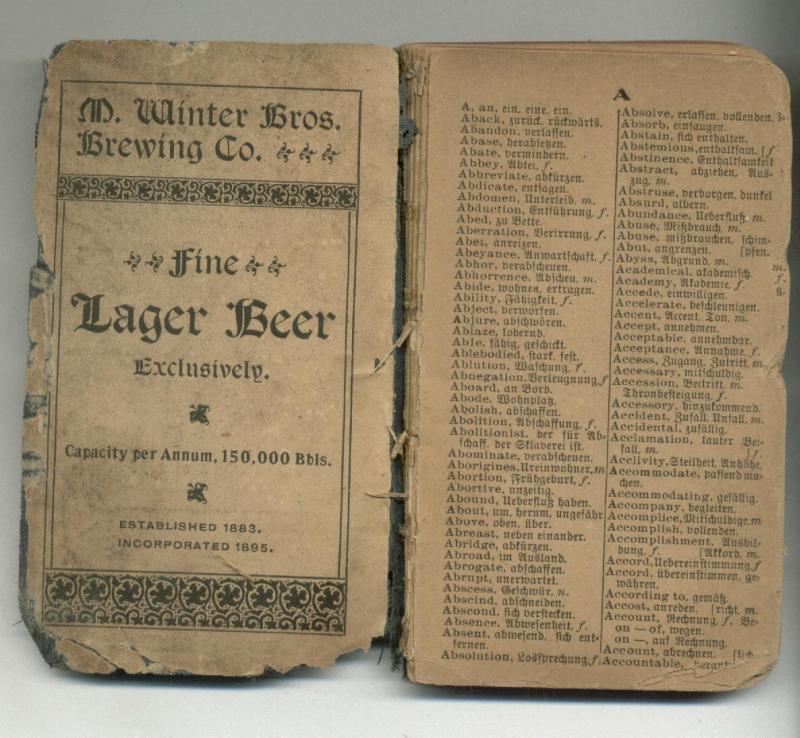 M. Winter Bros.
Brewing Co.
Fine
Lager Beer
Exclusively.
Capacity per Annum, 150,000 Bbls.
ESTABLISHED 1883.
INCORPORATED 1895.
A
A, an, ein, eine, ein.
Aback, zurück, rückwärts.
Abandon, verlassen.
Abase, herabsetzen.
Abate, vermindern.
Abbey, Abtei. f.
Abbreviate, abkürzen.
Abdicate, entsagen.
Abdomen, Unterleib. m.
Abduction, Entführung. f.
Abed, zu Bette.
Aberration, Verirrung. f.
Abet, anreizen.
Abeyance, Anwartschaft. f.
Abhor, verabscheuen.
Abhorrence, Abscheu. m.
Abide, wohnen, ertragen.
Ability, Fähigkeit. f.
Abject, verworfen.
Abjure, abschwören.
Ablaze, lodernd.
Able, fähig, geschickt.
Ablebodied, stark, fest.
Ablution, Waschung. f.
Abnegation, Verleugnung. f
Aboard, an Bord.
Abode, Wohnplatz.
Abolish, abschaffen.
Abolition, Abschaffung, f.
Abolitionist, der für Ab-
schaff. der Sklaverei ist.
Abominate, verabscheuen.
Aborigines, Ureinwohner, m
Abortion, Frühgeburt, f.
Abortive, unzeitig.
Abound, Ueberfluß haben.
About, um, herum, ungefähr
Above, oben, über.
Abreast, neben einander.
Abridge, abkürzen.
Abroad, im Ausland.
Abrogate, abschaffen.
Abrupt, unerwartet.
Abscess, Geschwür, n.
Abscind, abschneiden.
Abscond, sich verstecken.
Absence, Abwesenheit, f.
Absent, abwesend, sich ent-
fernen.
Absolution, Lossprechung, f.
Absolve, erlassen, vollenden.
Absorb, einsaugen.
Abstain, sich enthalten.
Abstemious, enthaltsam. [f
Abstinence, Enthaltsamkeit
Abstract, abziehen, Aus-
zug. m.
Abstruse, verborgen, dunkel
Absurd, albern.
Abundance, Ueberfluß, m.
Abuse, Mißbrauch, m.
Abuse, mißbrauchen, schim-
Abut, angrenzen. [pfen.
Abyss, Abgrund, m.
Academical, akademisch.
Academy, Akademie. f.
Accede, einwilligen.
Accelerate, beschleunigen.
Accent, Accent, Ton. m.
Accept, annehmen.
Acceptable, annehmbar.
Acceptance, Annahme. f.
Access, Zugang, Zutritt. m.
Accessary, mitschuldig.
Accession, Beitritt. m.
Thronbesteigung. f.
Accessory, hinzukommend.
Accident, Zufall, Unfall. m.
Accidental, zufällig.
Acclamation, lauter Bei-
fall, m. [f.
Acclivity, Steilheit, Anhöhe,
Accommodate, passend ma-
chen.
Accommodating, gefällig.
Accompany, begleiten.
Accomplice, Mitschuldige. m
Accomplish, vollenden.
Accomplishment, Ausbil-
dung. f. [Akkord, m.
Accord, Uebereinstimmung. f
Accord, übereinstimmen, ge-
währen.
According to, gemäß.
Accost, anreden. [richt, m.
Account, Rechnung, f. Be-
on — of, wegen.
on —, auf Rechnung.
Account, abrechnen. [lich
Accountable,